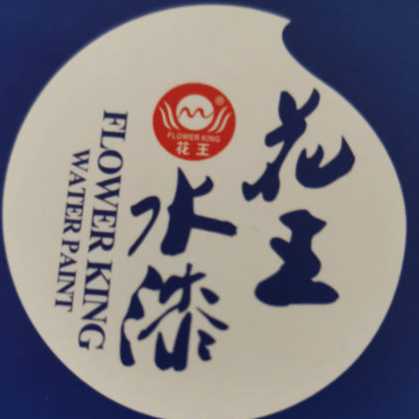 花王
水漆
FLOWER KING
WATER PAINT
®
FLOWER KING
花王